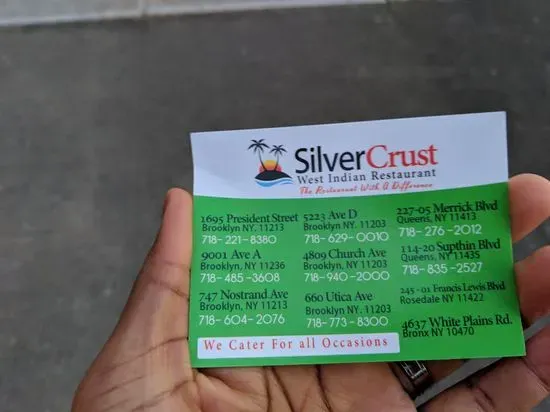 SilverCrust
West Indian Restaurant
The Restaurant With A Difference
1695 President Street
Brooklyn NY. 11213
718-221-8380
9001 Ave A
Brooklyn, NY 11236
718-485-3608
747 Nostrand Ave
Brooklyn, NY 11213
718-604-2076
5223 Ave D
Brooklyn NY. 11203
718-629-0010
4809 Church Ave
Brooklyn, NY 11203
718-940-2000
660 Utica Ave
Brooklyn NY. 11203
718-773-8300
227-05 Merrick Blvd
Queens, NY 11413
718-276-2012
114-20 Supthin Blvd
Queens, NY 11435
718-835-2527
245-01 Francis Lewis Blvd
Rosedale NY 11422
4637 White Plains Rd.
Bronx NY 10470
We Cater For all Occasions